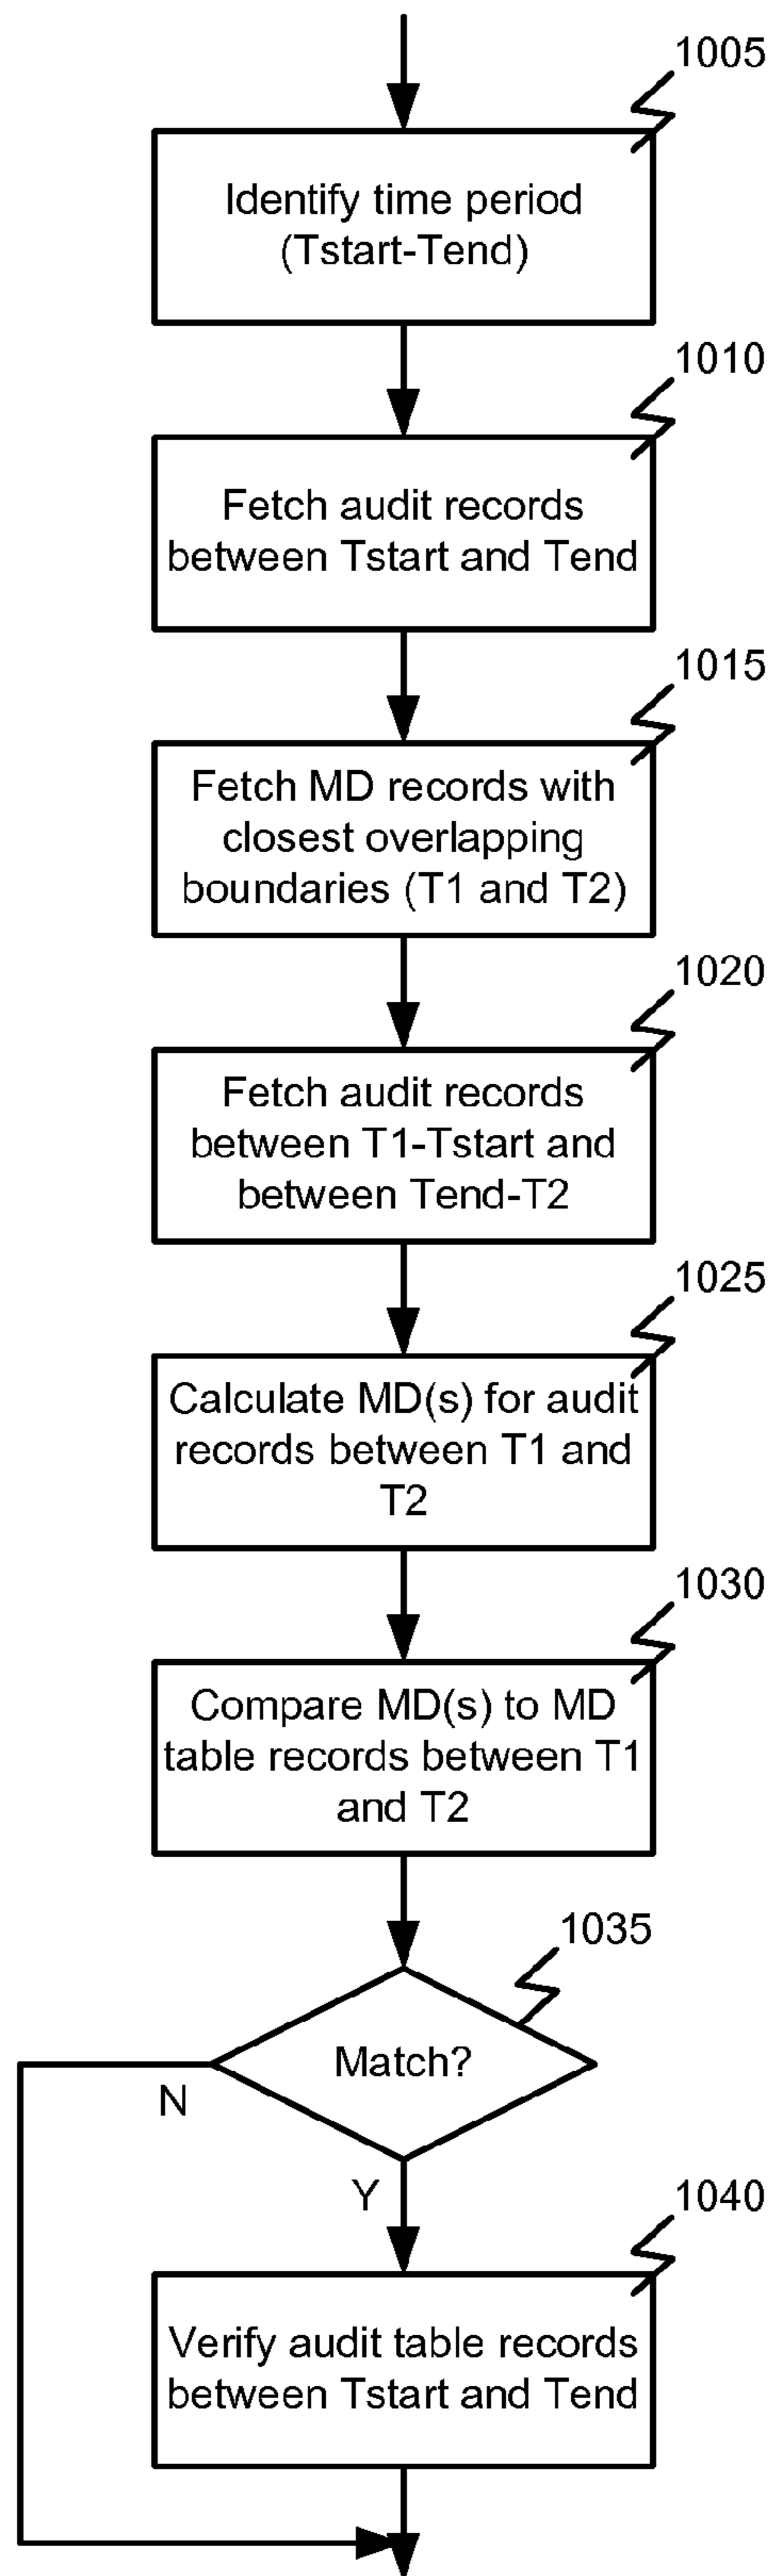 1005
Identify time period
(Tstart-Tend)
1010
Fetch audit records
between Tstart and Tend
1015
Fetch MD records with
closest overlapping
boundaries (T1 and T2)
1020
Fetch audit records
between T1-Tstart and
between Tend-T2
1025
Calculate MD(s) for audit
records between T1 and
T2
1030
Compare MD(s) to MD
table records between T1
and T2
1035
Match?
N
Y
1040
Verify audit table records
between Tstart and Tend